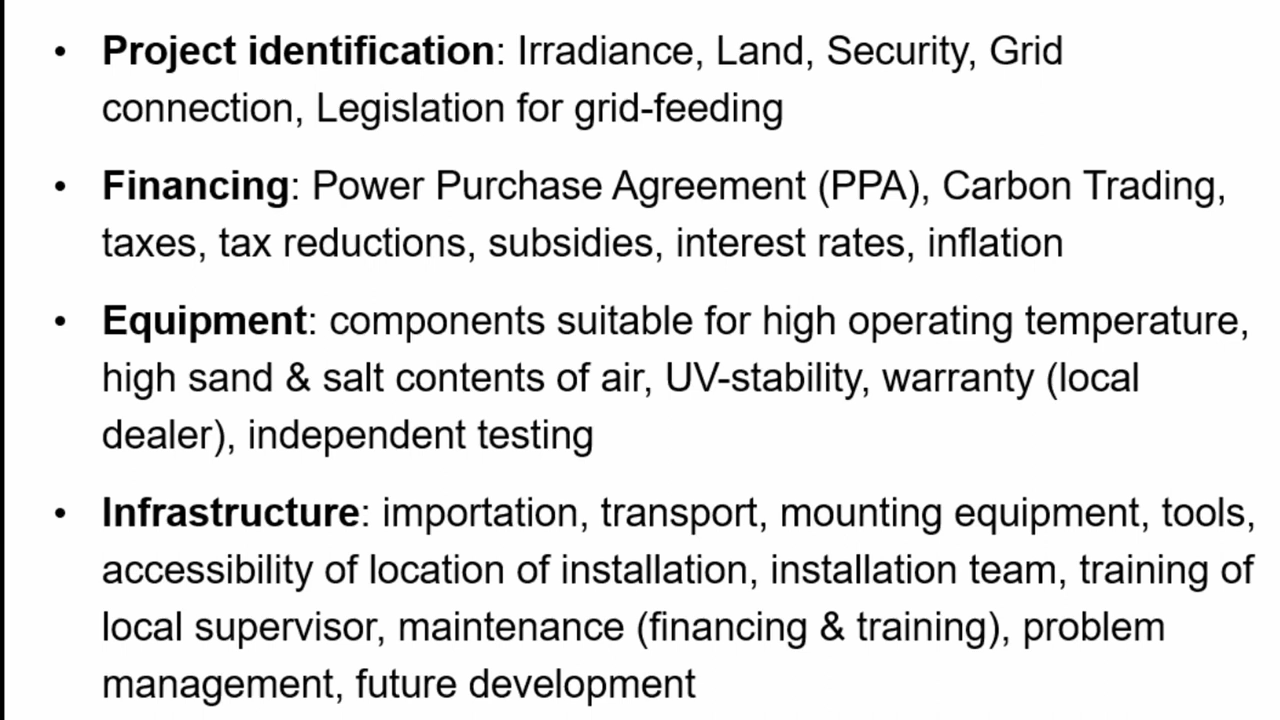 • Project identification: Irradiance, Land, Security, Grid
connection, Legislation for grid-feeding
• Financing: Power Purchase Agreement (PPA), Carbon Trading,
taxes, tax reductions, subsidies, interest rates, inflation
• Equipment: components suitable for high operating temperature,
high sand & salt contents of air, UV-stability, warranty (local
dealer), independent testing
• Infrastructure: importation, transport, mounting equipment, tools,
accessibility of location of installation, installation team, training of
local supervisor, maintenance (financing & training), problem
management, future development